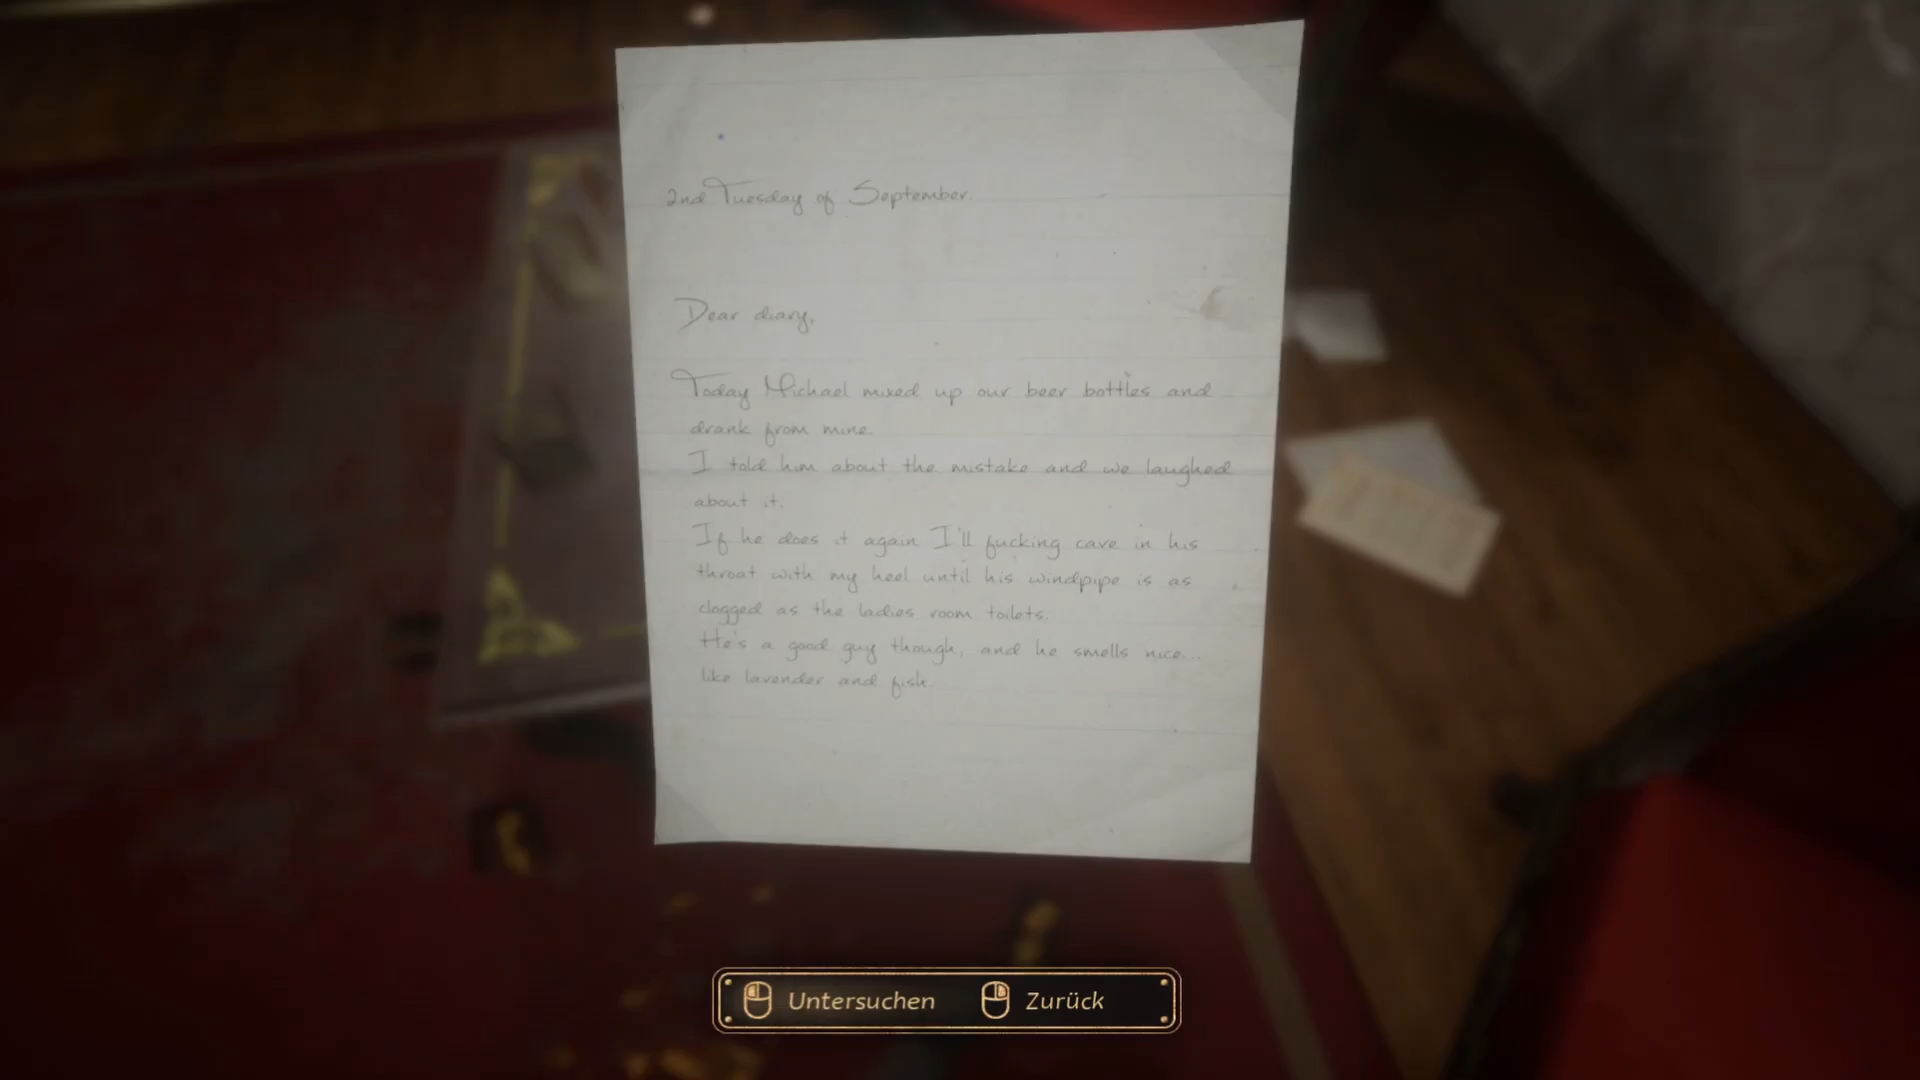 2nd Tuesday of September.
Dear diary,
Today Michael mixed up our beer bottles and
drank from mine.
I told him about the mistake and we laughed
about it.
If he does it again I'll fucking cave in his
throat with my heel until his windpipe is as
clogged as the ladies room toilets.
He's a good guy though, and he smells nice...
like lavender and fish.
Untersuchen Zurück